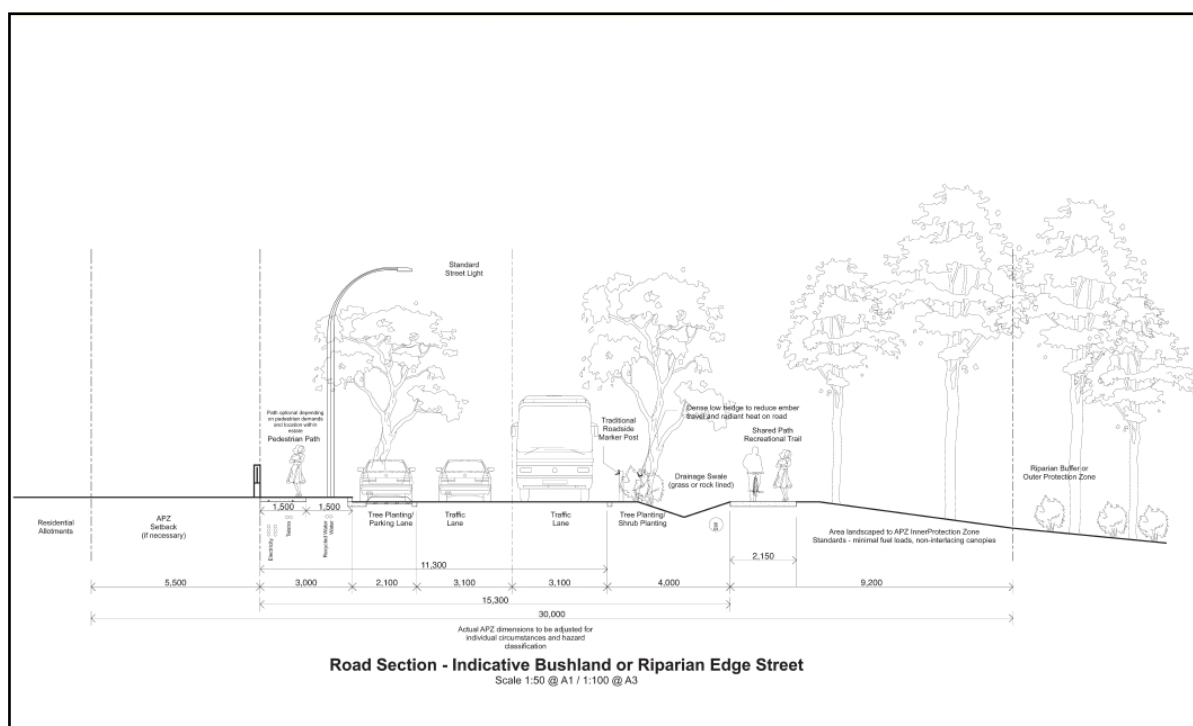 Standard
Street Light
Path optional depending
on pedestrian demands
and location within
estate
Pedestrian Path
Traditional
Roadside
Marker Post
Dense low hedge to reduce ember
travel and radiant heat on road
Shared Path
Recreational Trail
Drainage Swale
(grass or rock lined)
Riparian Buffer or
Outer Protection Zone
Residential
Allotments
APZ
Setback
(if necessary)
1,500
1,500
Electricity
Telstra
Recycled Water
Water
Tree Planting/
Parking Lane
Traffic
Lane
Traffic
Lane
Tree Planting/
Shrub Planting
SW
Area landscaped to APZ InnerProtection Zone
Standards - minimal fuel loads, non-interlacing canopies
2,150
11,300
5,500
3,000
2,100
3,100
3,100
4,000
9,200
15,300
30,000
Actual APZ dimensions to be adjusted for
individual circumstances and hazard
classification
Road Section - Indicative Bushland or Riparian Edge Street
Scale 1:50 @ A1 / 1:100 @ A3